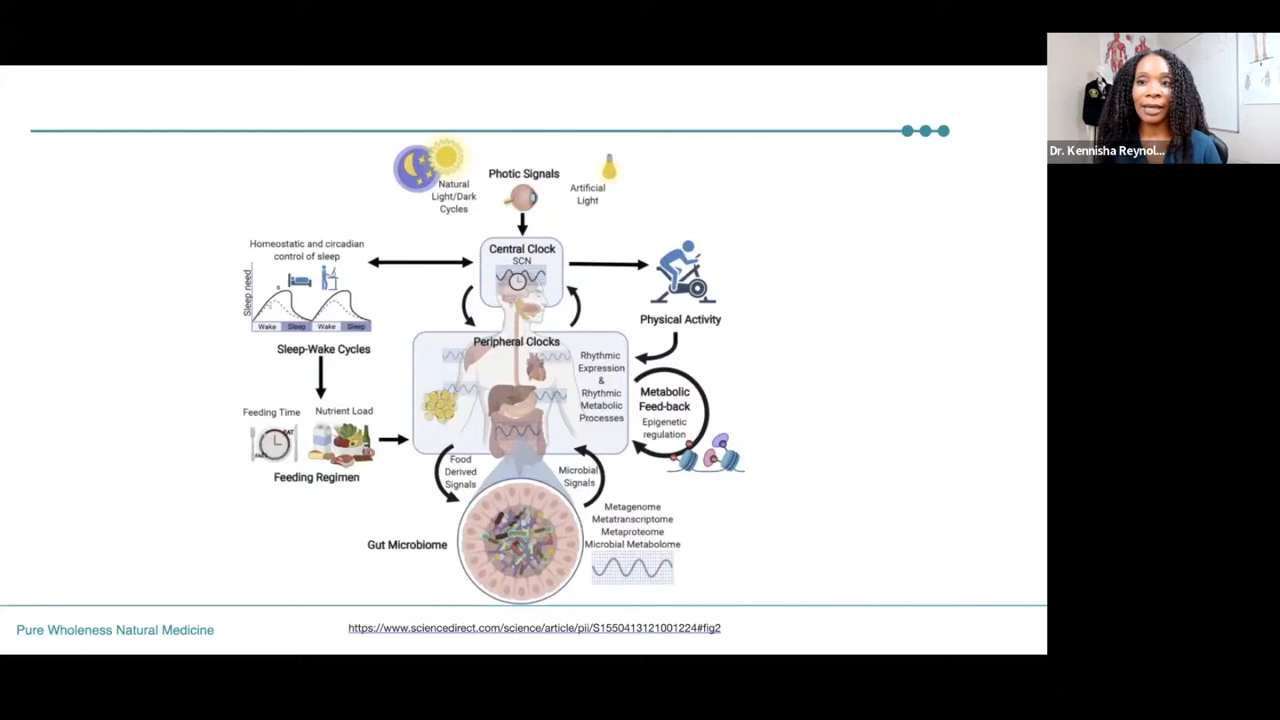 Dr. Kennisha Reynol...
Photic Signals
Natural
Light/Dark
Cycles
Artificial
Light
Central Clock
SCN
Homeostatic and circadian
control of sleep
Sleep need
s
Wake
Sleep
Wake
Sleep
Sleep-Wake Cycles
Physical Activity
Peripheral Clocks
Rhythmic
Expression
&
Rhythmic
Metabolic
Processes
Metabolic
Feed-back
Epigenetic
regulation
Feeding Time
Nutrient Load
Feeding Regimen
Food
Derived
Signals
Microbial
Signals
Gut Microbiome
Metagenome
Metatranscriptome
Metaproteome
Microbial Metabolome
Pure Wholeness Natural Medicine
https://www.sciencedirect.com/science/article/pii/S1550413121001224#fig2